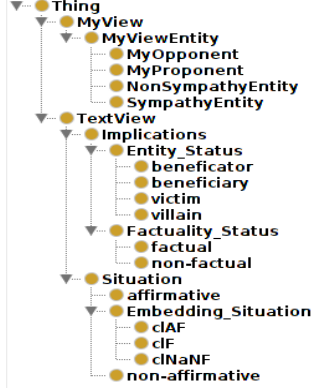 Thing
MyView
MyViewEntity
MyOpponent
MyProponent
NonSympathyEntity
SympathyEntity
TextView
Implications
Entity_Status
beneficator
beneficiary
victim
villain
Factuality_Status
factual
non-factual
Situation
affirmative
Embedding_Situation
clAF
clF
clNaNF
non-affirmative